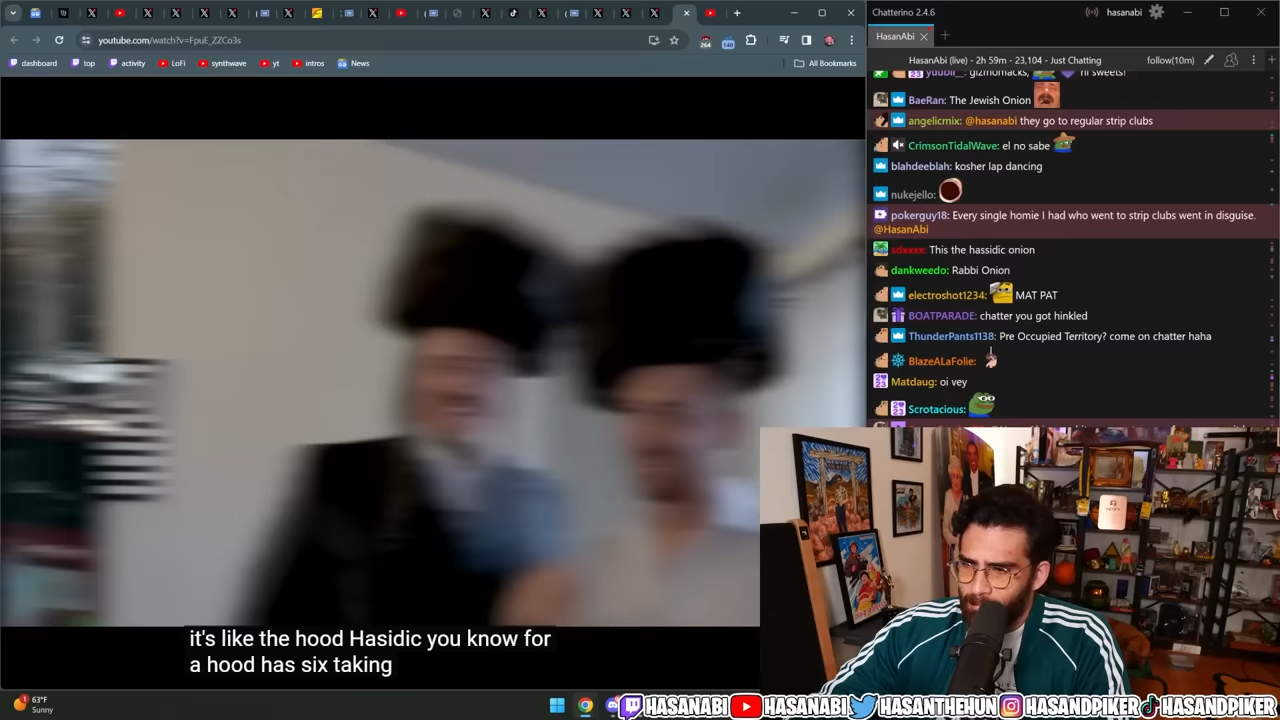 Chatterino 2.4.6
hasanabi
264
140
youtube.com/watch?v=FpuE_ZZCo3s
HasanAbi
dashboard
top
activity
LoFi
synthwave
yt
intros
News
All Bookmarks
HasanAbi (live) - 2h 59m - 23,104 - Just Chatting
follow(10m)
BaeRan: The Jewish Onion
angelicmix: @hasanabi they go to regular strip clubs
CrimsonTidalWave: el no sabe
blahdeeblah: kosher lap dancing
nukejello:
pokerguy18: Every single homie I had who went to strip clubs went in disguise.
@HasanAbi
This the hassidic onion
dankweedo: Rabbi Onion
electroshot1234: MAT PAT
BOATPARADE: chatter you got hinkled
ThunderPants1138: Pre Occupied Territory? come on chatter haha
BlazeALaFolie:
Matdaug: oi vey
Scrotacious:
it's like the hood Hasidic you know for
a hood has six taking
63°F
Sunny
HASANABI
HASANABI
HASANTHEHUN
HASANDPIKER
HASANDPIKER